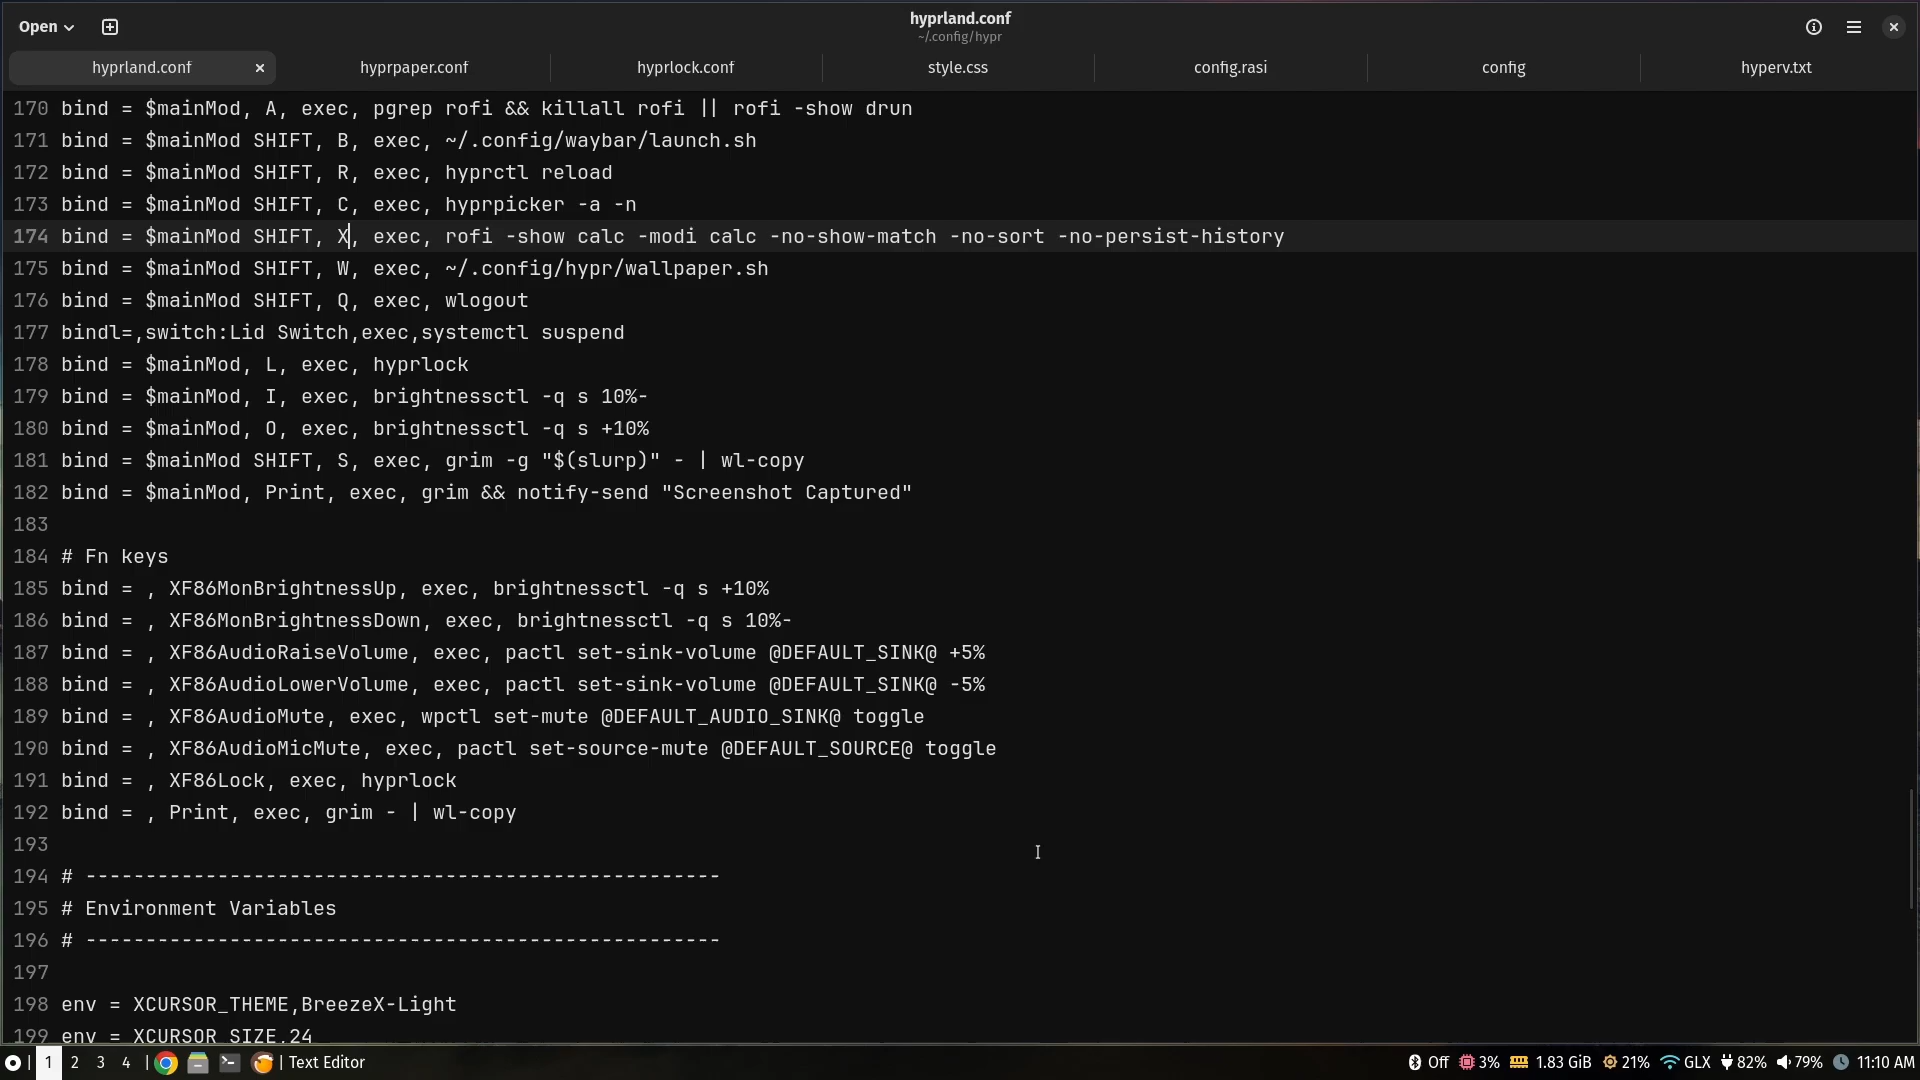 Open
hyprland.conf
~/.config/hypr
hyprland.conf
hyprpaper.conf
hyprlock.conf
style.css
config.rasi
config
hyperv.txt
170 bind = $mainMod, A, exec, pgrep rofi && killall rofi || rofi -show drun
171 bind = $mainMod SHIFT, B, exec, ~/.config/waybar/launch.sh
172 bind = $mainMod SHIFT, R, exec, hyprctl reload
173 bind = $mainMod SHIFT, C, exec, hyprpicker -a -n
174 bind = $mainMod SHIFT, X, exec, rofi -show calc -modi calc -no-show-match -no-sort -no-persist-history
175 bind = $mainMod SHIFT, W, exec, ~/.config/hypr/wallpaper.sh
176 bind = $mainMod SHIFT, Q, exec, wlogout
177 bindl=,switch:Lid Switch,exec,systemctl suspend
178 bind = $mainMod, L, exec, hyprlock
179 bind = $mainMod, I, exec, brightnessctl -q s 10%-
180 bind = $mainMod, O, exec, brightnessctl -q s +10%
181 bind = $mainMod SHIFT, S, exec, grim -g "$(slurp)" - | wl-copy
182 bind = $mainMod, Print, exec, grim && notify-send "Screenshot Captured"
183
184 # Fn keys
185 bind = , XF86MonBrightnessUp, exec, brightnessctl -q s +10%
186 bind = , XF86MonBrightnessDown, exec, brightnessctl -q s 10%-
187 bind = , XF86AudioRaiseVolume, exec, pactl set-sink-volume @DEFAULT_SINK@ +5%
188 bind = , XF86AudioLowerVolume, exec, pactl set-sink-volume @DEFAULT_SINK@ -5%
189 bind = , XF86AudioMute, exec, wpctl set-mute @DEFAULT_AUDIO_SINK@ toggle
190 bind = , XF86AudioMicMute, exec, pactl set-source-mute @DEFAULT_SOURCE@ toggle
191 bind = , XF86Lock, exec, hyprlock
192 bind = , Print, exec, grim - | wl-copy
193
194 # -----------------------------------------------------
195 # Environment Variables
196 # -----------------------------------------------------
197
198 env = XCURSOR_THEME,BreezeX-Light
199 env = XCURSOR_SIZE,24
| 1 2 3 4 | | Text Editor
Off 3% 1.83 GiB 21% GLX 82% 79% 11:10 AM